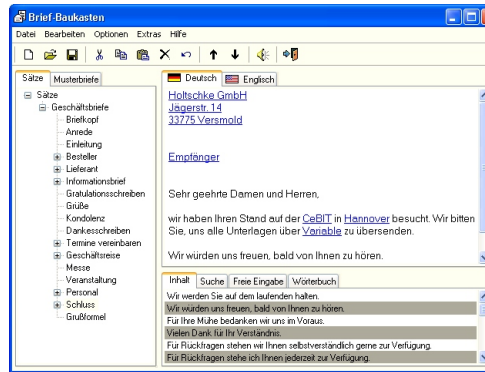 Brief-Baukasten
Datei Bearbeiten Optionen Extras Hilfe
Sätze Musterbriefe
Sätze
Geschäftsbriefe
Briefkopf
Anrede
Einleitung
Besteller
Lieferant
Informationsbrief
Gratulationsschreiben
Grüße
Kondolenz
Dankesschreiben
Termine vereinbaren
Geschäftsreise
Messe
Veranstaltung
Personal
Schluss
Grußformel
Deutsch Englisch
Holtschke GmbH
Jägerstr. 14
33775 Versmold
Empfänger
Sehr geehrte Damen und Herren,
wir haben Ihren Stand auf der CeBIT in Hannover besucht. Wir bitten
Sie, uns alle Unterlagen über Variable zu übersenden.
Wir würden uns freuen, bald von Ihnen zu hören.
Inhalt Suche Freie Eingabe Wörterbuch
Wir werden Sie auf dem laufenden halten.
Wir würden uns freuen, bald von Ihnen zu hören.
Für Ihre Mühe bedanken wir uns im Voraus.
Vielen Dank für Ihr Verständnis.
Für Rückfragen stehen wir Ihnen selbstverständlich gerne zur Verfügung.
Für Rückfragen stehe ich Ihnen jederzeit zur Verfügung.